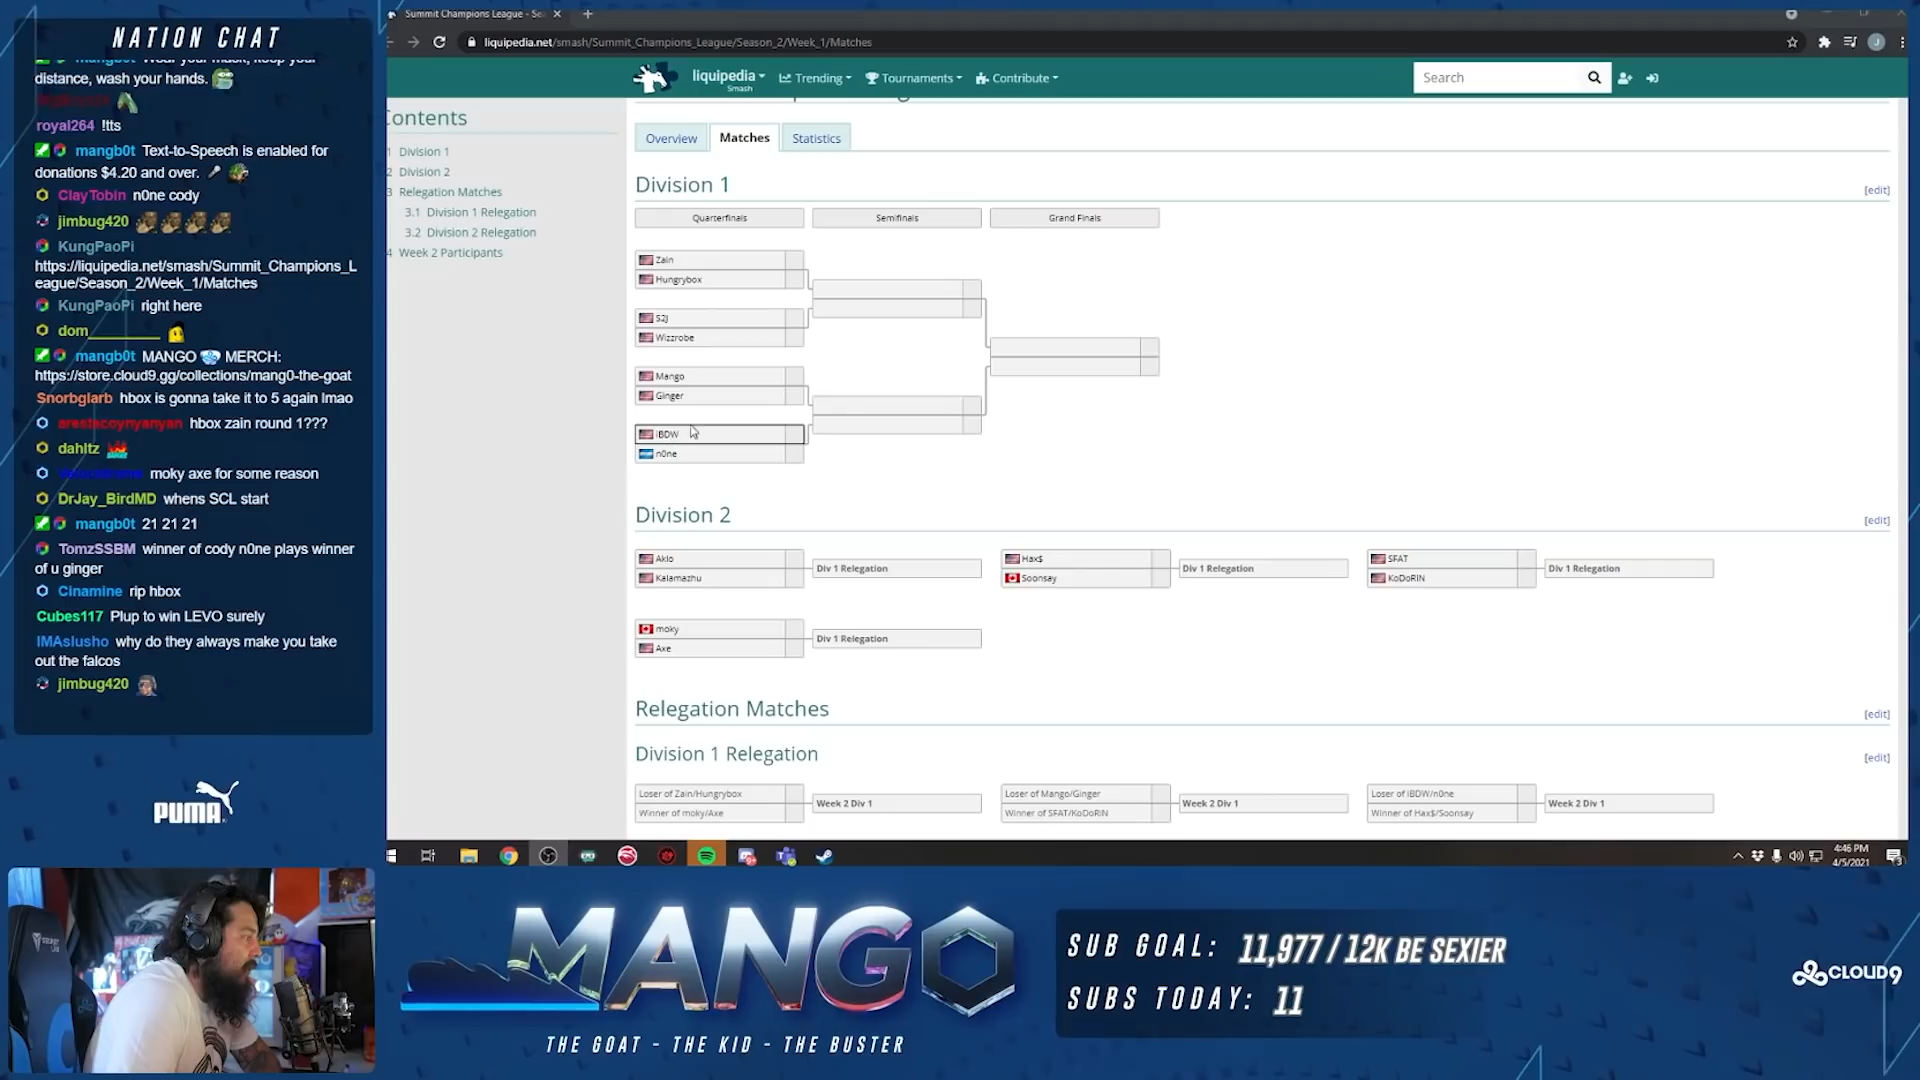 NATION CHAT
mangb0t Wear your mask, keep your
distance, wash your hands.
royal264 !tts
mangb0t Text-to-Speech is enabled for
donations $4.20 and over.
ClayTobin n0ne cody
jimbug420
KungPaoPi
https://liquipedia.net/smash/Summit_Champions_L
eague/Season_2/Week_1/Matches
KungPaoPi right here
dom__________
mangb0t MANGO MERCH:
https://store.cloud9.gg/collections/mang0-the-goat
Snorbglarb hbox is gonna take it to 5 again lmao
hbox zain round 1???
dahltz
moky axe for some reason
DrJay_BirdMD whens SCL start
mangb0t 21 21 21
TomzSSBM winner of cody n0ne plays winner
of u ginger
Cinamine rip hbox
Cubes117 Plup to win LEVO surely
IMAslusho why do they always make you take
out the falcos
jimbug420
PUMA
Summit Champions League - Se
liquipedia.net/smash/Summit_Champions_League/Season_2/Week_1/Matches
J
liquipedia
Smash
Trending
Tournaments
Contribute
Search
Contents
1 Division 1
2 Division 2
3 Relegation Matches
3.1 Division 1 Relegation
3.2 Division 2 Relegation
4 Week 2 Participants
Overview
Matches
Statistics
Division 1
[edit]
Quarterfinals
Semifinals
Grand Finals
Zain
Hungrybox
S2J
Wizzrobe
Mango
Ginger
iBDW
n0ne
Division 2
[edit]
Aklo
Kalamazhu
Div 1 Relegation
Hax$
Soonsay
Div 1 Relegation
SFAT
KoDoRIN
Div 1 Relegation
moky
Axe
Div 1 Relegation
Relegation Matches
[edit]
Division 1 Relegation
[edit]
Loser of Zain/Hungrybox
Winner of moky/Axe
Week 2 Div 1
Loser of Mango/Ginger
Winner of SFAT/KoDoRIN
Week 2 Div 1
Loser of iBDW/n0ne
Winner of Hax$/Soonsay
Week 2 Div 1
4:46 PM
4/5/2021
MANGO
THE GOAT - THE KID - THE BUSTER
SUB GOAL: 11,977 / 12K BE SEXIER
SUBS TODAY: 11
CLOUD9